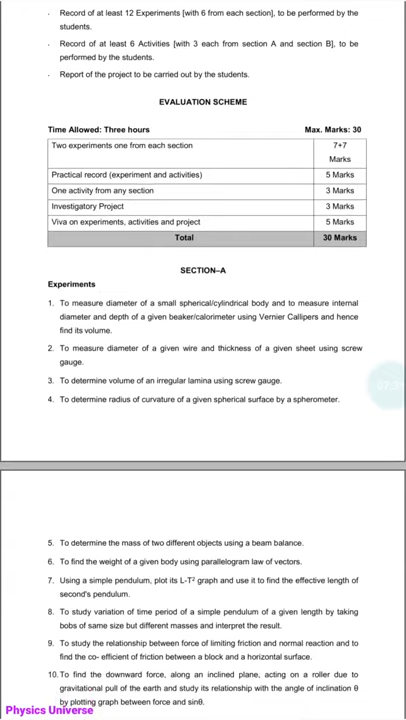 · Record of at least 12 Experiments [with 6 from each section], to be performed by the
students.
· Record of at least 6 Activities [with 3 each from section A and section B], to be
performed by the students.
· Report of the project to be carried out by the students.
EVALUATION SCHEME
Time Allowed: Three hours Max. Marks: 30
Two experiments one from each section 7+7
Marks
Practical record (experiment and activities) 5 Marks
One activity from any section 3 Marks
Investigatory Project 3 Marks
Viva on experiments, activities and project 5 Marks
Total 30 Marks
SECTION–A
Experiments
1. To measure diameter of a small spherical/cylindrical body and to measure internal
diameter and depth of a given beaker/calorimeter using Vernier Callipers and hence
find its volume.
2. To measure diameter of a given wire and thickness of a given sheet using screw
gauge.
3. To determine volume of an irregular lamina using screw gauge.
4. To determine radius of curvature of a given spherical surface by a spherometer.
5. To determine the mass of two different objects using a beam balance.
6. To find the weight of a given body using parallelogram law of vectors.
7. Using a simple pendulum, plot its L-T² graph and use it to find the effective length of
second's pendulum.
8. To study variation of time period of a simple pendulum of a given length by taking
bobs of same size but different masses and interpret the result.
9. To study the relationship between force of limiting friction and normal reaction and to
find the co- efficient of friction between a block and a horizontal surface.
10. To find the downward force, along an inclined plane, acting on a roller due to
gravitational pull of the earth and study its relationship with the angle of inclination θ
by plotting graph between force and sinθ.
Physics Universe